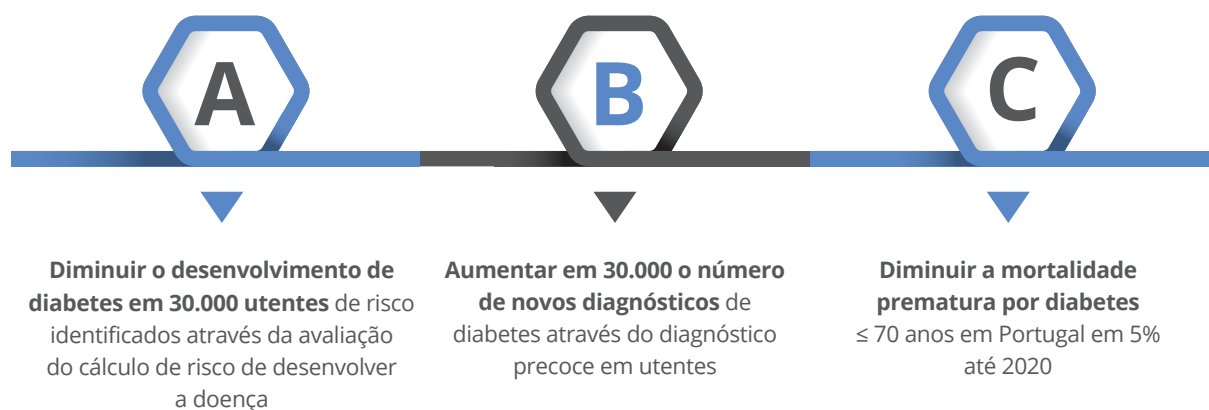 A
Diminuir o desenvolvimento de
diabetes em 30.000 utentes de risco
identificados através da avaliação
do cálculo de risco de desenvolver
a doença
B
Aumentar em 30.000 o número
de novos diagnósticos de
diabetes através do diagnóstico
precoce em utentes
C
Diminuir a mortalidade
prematura por diabetes
≤ 70 anos em Portugal em 5%
até 2020